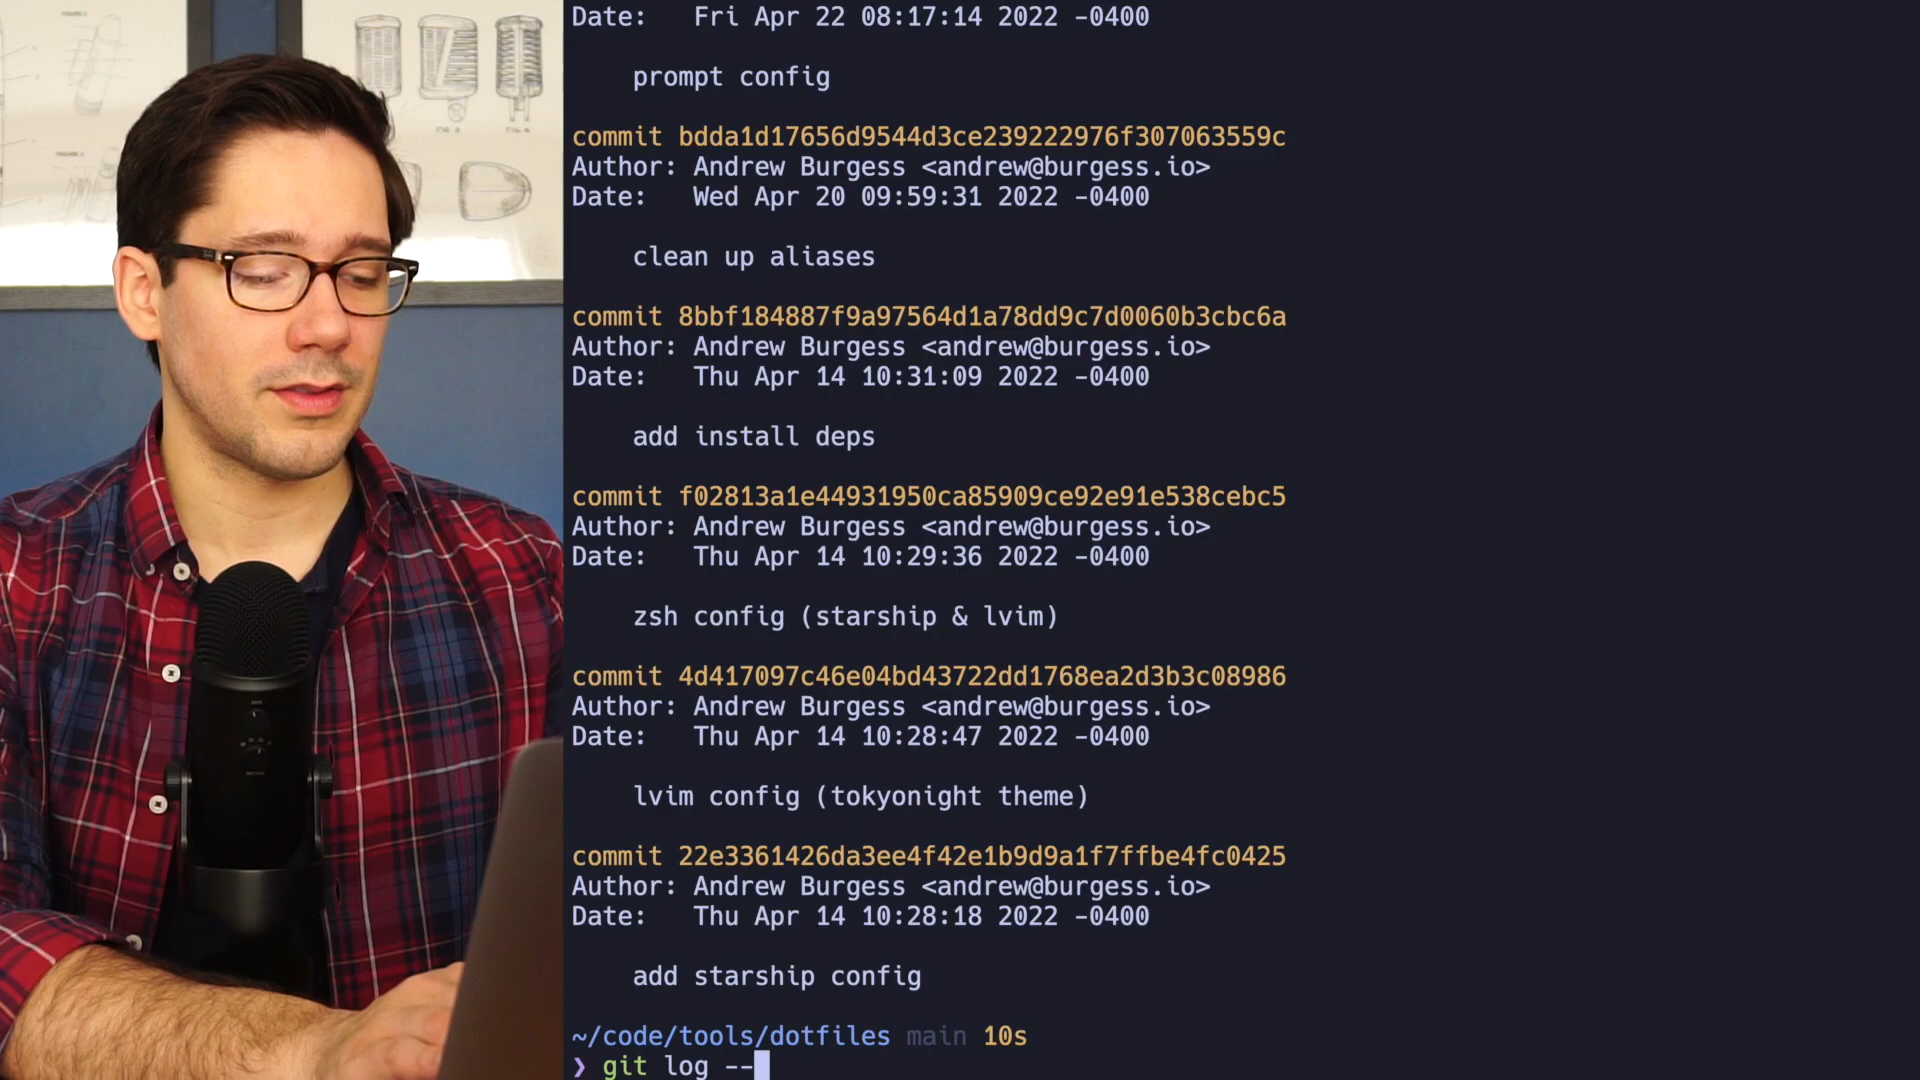 Date:   Fri Apr 22 08:17:14 2022 -0400
prompt config
commit bdda1d17656d9544d3ce239222976f307063559c
Author: Andrew Burgess <andrew@burgess.io>
Date:   Wed Apr 20 09:59:31 2022 -0400
clean up aliases
commit 8bbf184887f9a97564d1a78dd9c7d0060b3cbc6a
Author: Andrew Burgess <andrew@burgess.io>
Date:   Thu Apr 14 10:31:09 2022 -0400
add install deps
commit f02813a1e44931950ca85909ce92e91e538cebc5
Author: Andrew Burgess <andrew@burgess.io>
Date:   Thu Apr 14 10:29:36 2022 -0400
zsh config (starship & lvim)
commit 4d417097c46e04bd43722dd1768ea2d3b3c08986
Author: Andrew Burgess <andrew@burgess.io>
Date:   Thu Apr 14 10:28:47 2022 -0400
lvim config (tokyonight theme)
commit 22e3361426da3ee4f42e1b9d9a1f7ffbe4fc0425
Author: Andrew Burgess <andrew@burgess.io>
Date:   Thu Apr 14 10:28:18 2022 -0400
add starship config
~/code/tools/dotfiles main 10s
❯ git log --